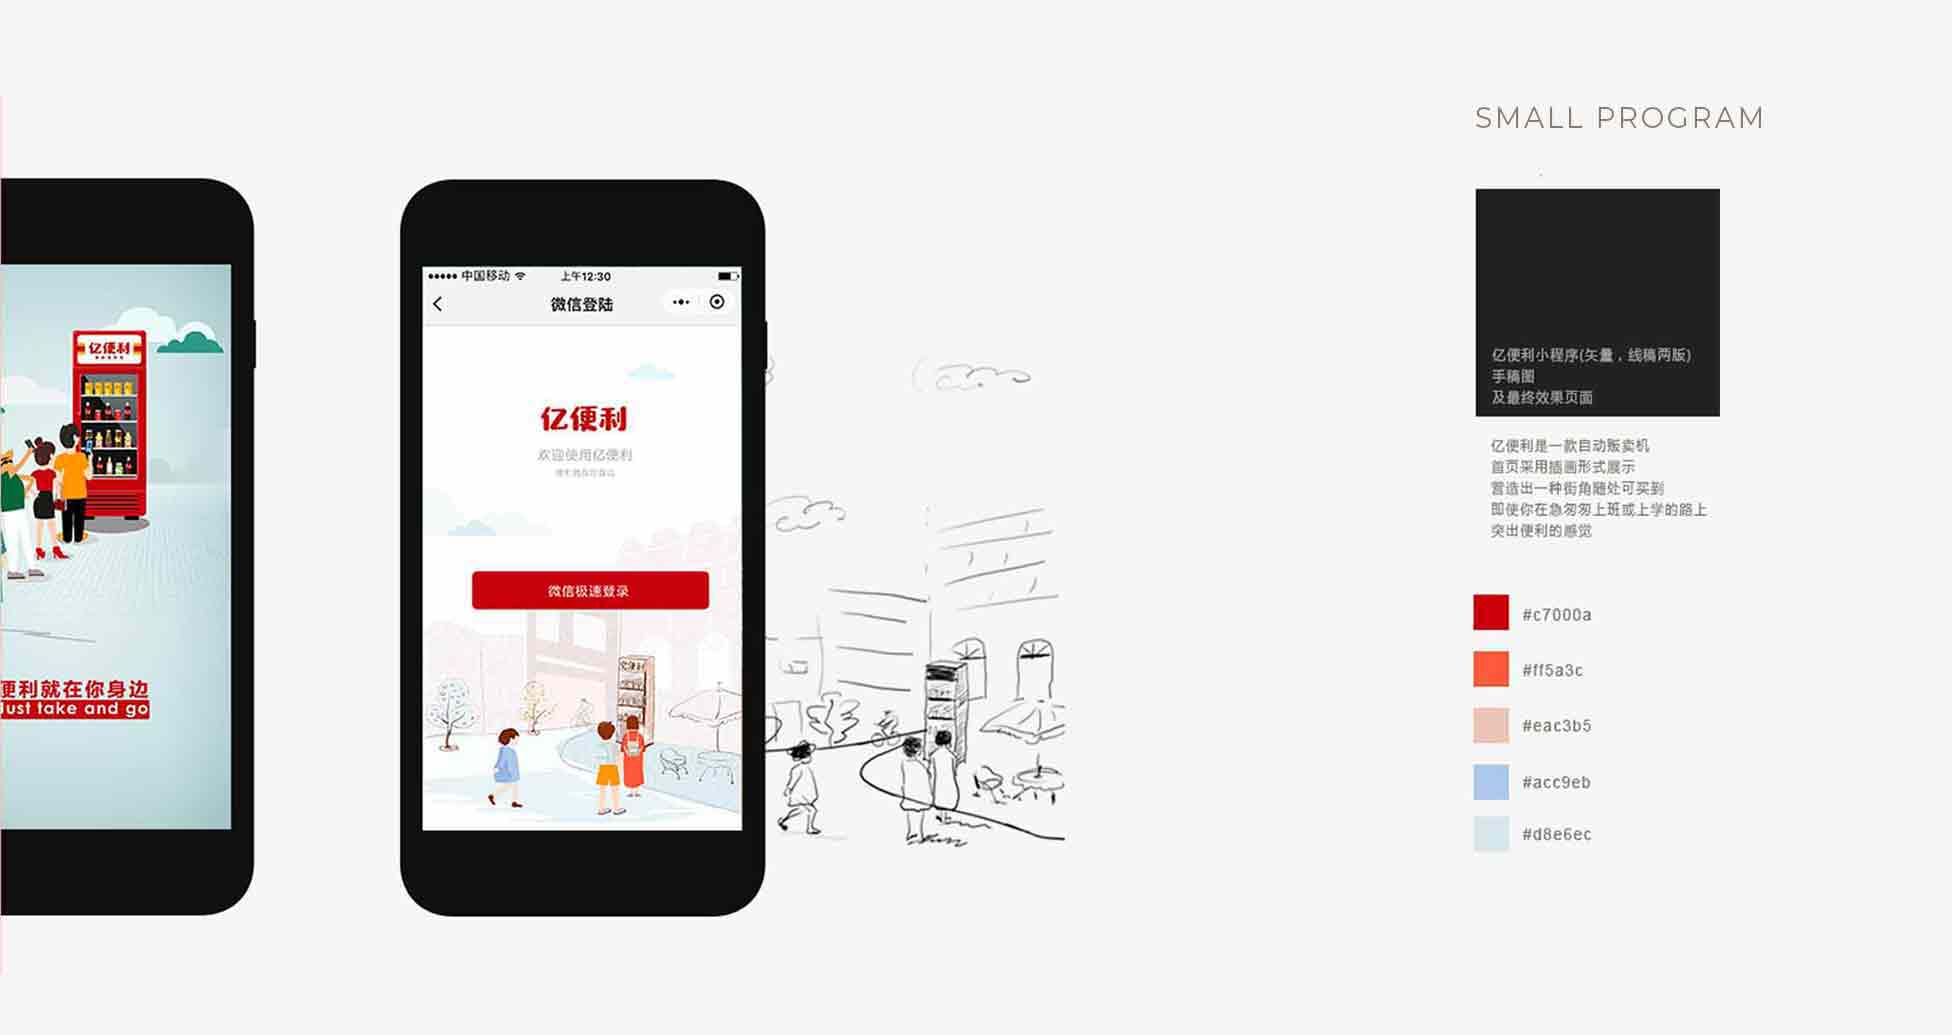 SMALL PROGRAM
亿便利
便利就在你身边
Just take and go
中国移动
上午12:30
微信登陆
亿便利
欢迎使用亿便利
微信极速登录
亿便利
亿便利小程序(矢量，线稿两版)
手稿图
及最终效果页面
亿便利是一款自动贩卖机
首页采用插画形式展示
营造出一种街角随处可买到
即使你在急匆匆上班或上学的路上
突出便利的感觉
#c7000a
#ff5a3c
#eac3b5
#acc9eb
#d8e6ec